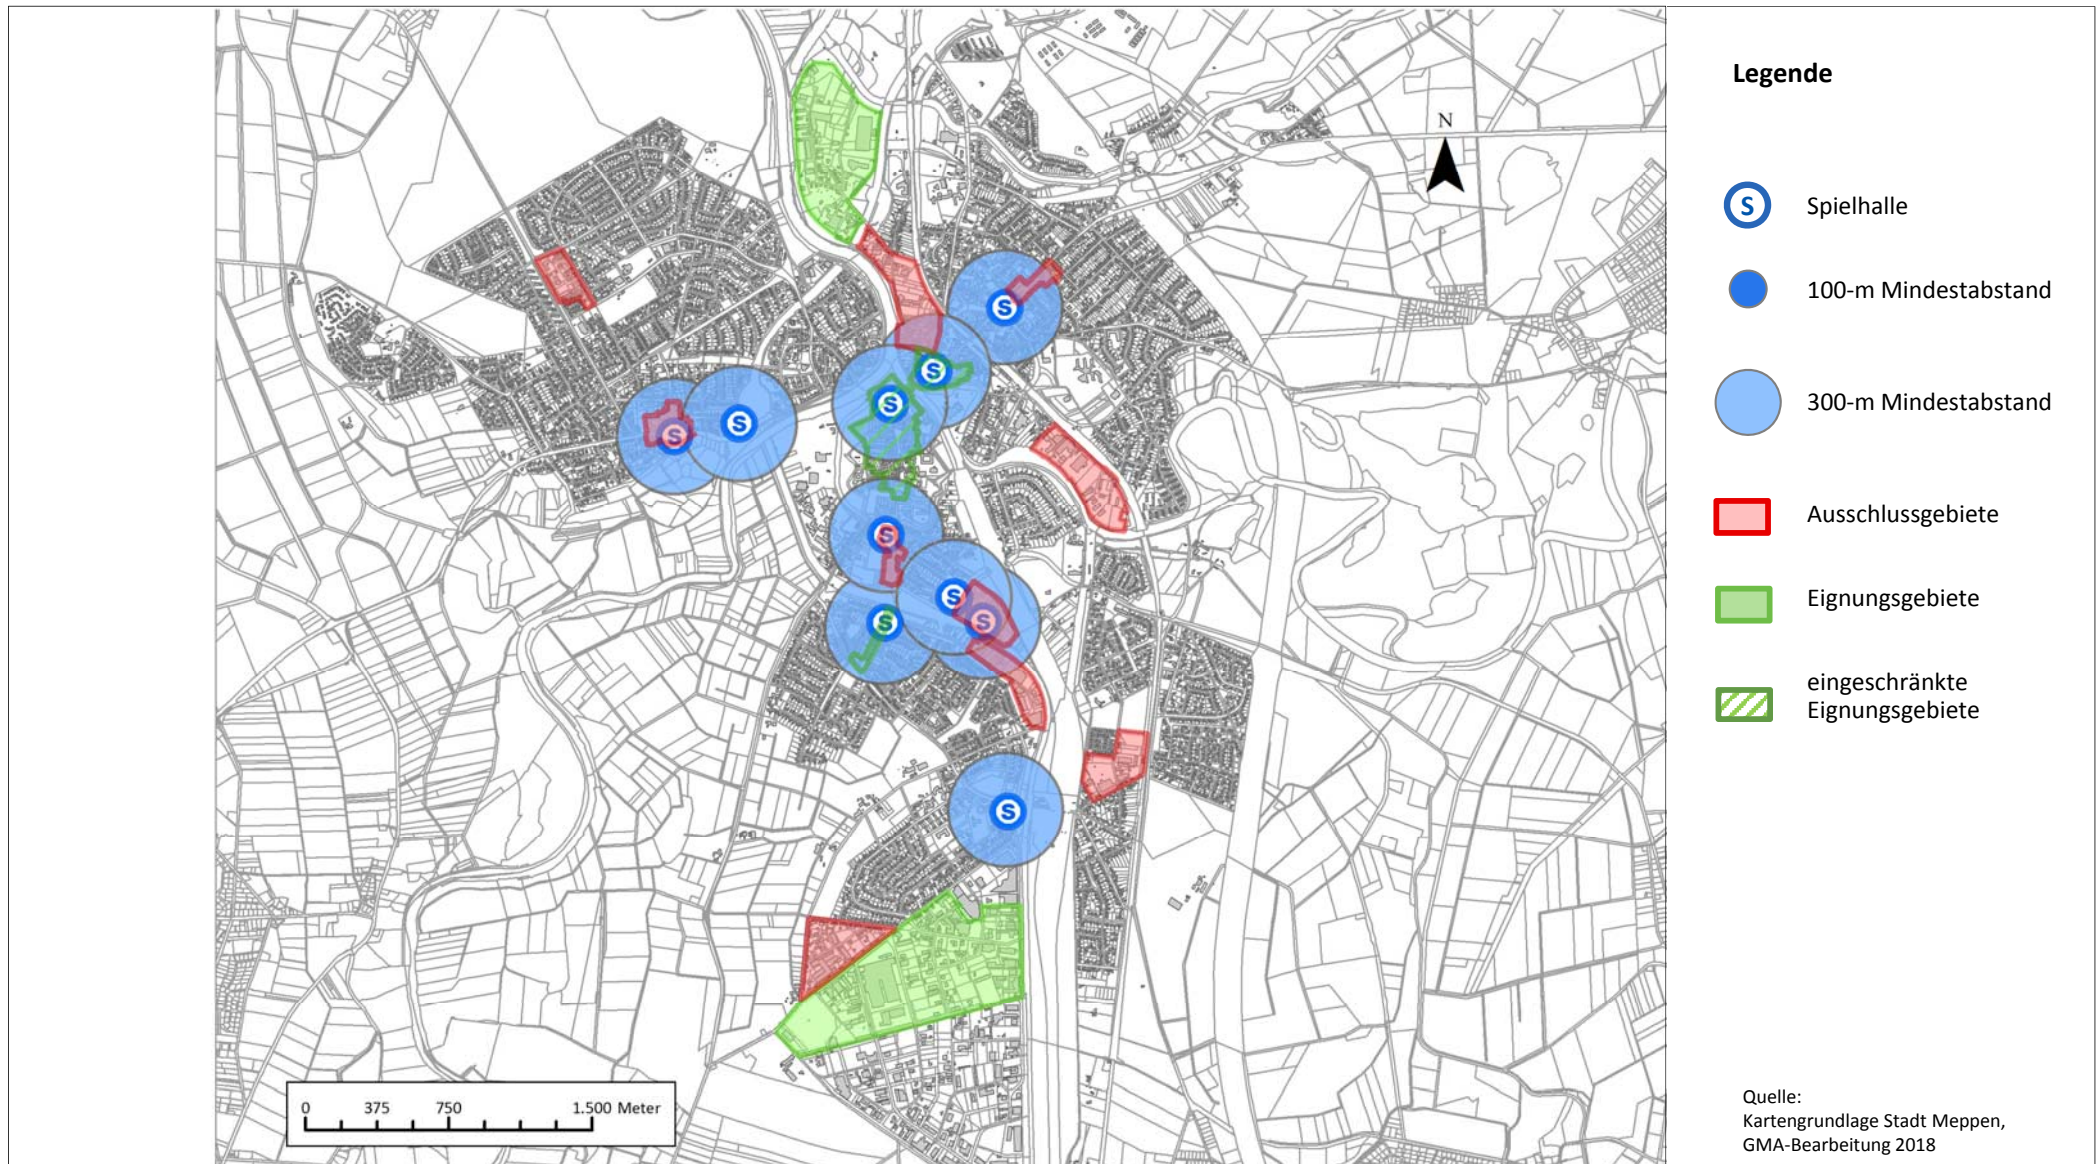 Legende
N
S Spielhalle
100-m Mindestabstand
300-m Mindestabstand
Ausschlussgebiete
Eignungsgebiete
eingeschränkte
Eignungsgebiete
S
S
S
S
S
S
S
S
S
S
0 375 750 1.500 Meter
Quelle:
Kartengrundlage Stadt Meppen,
GMA-Bearbeitung 2018